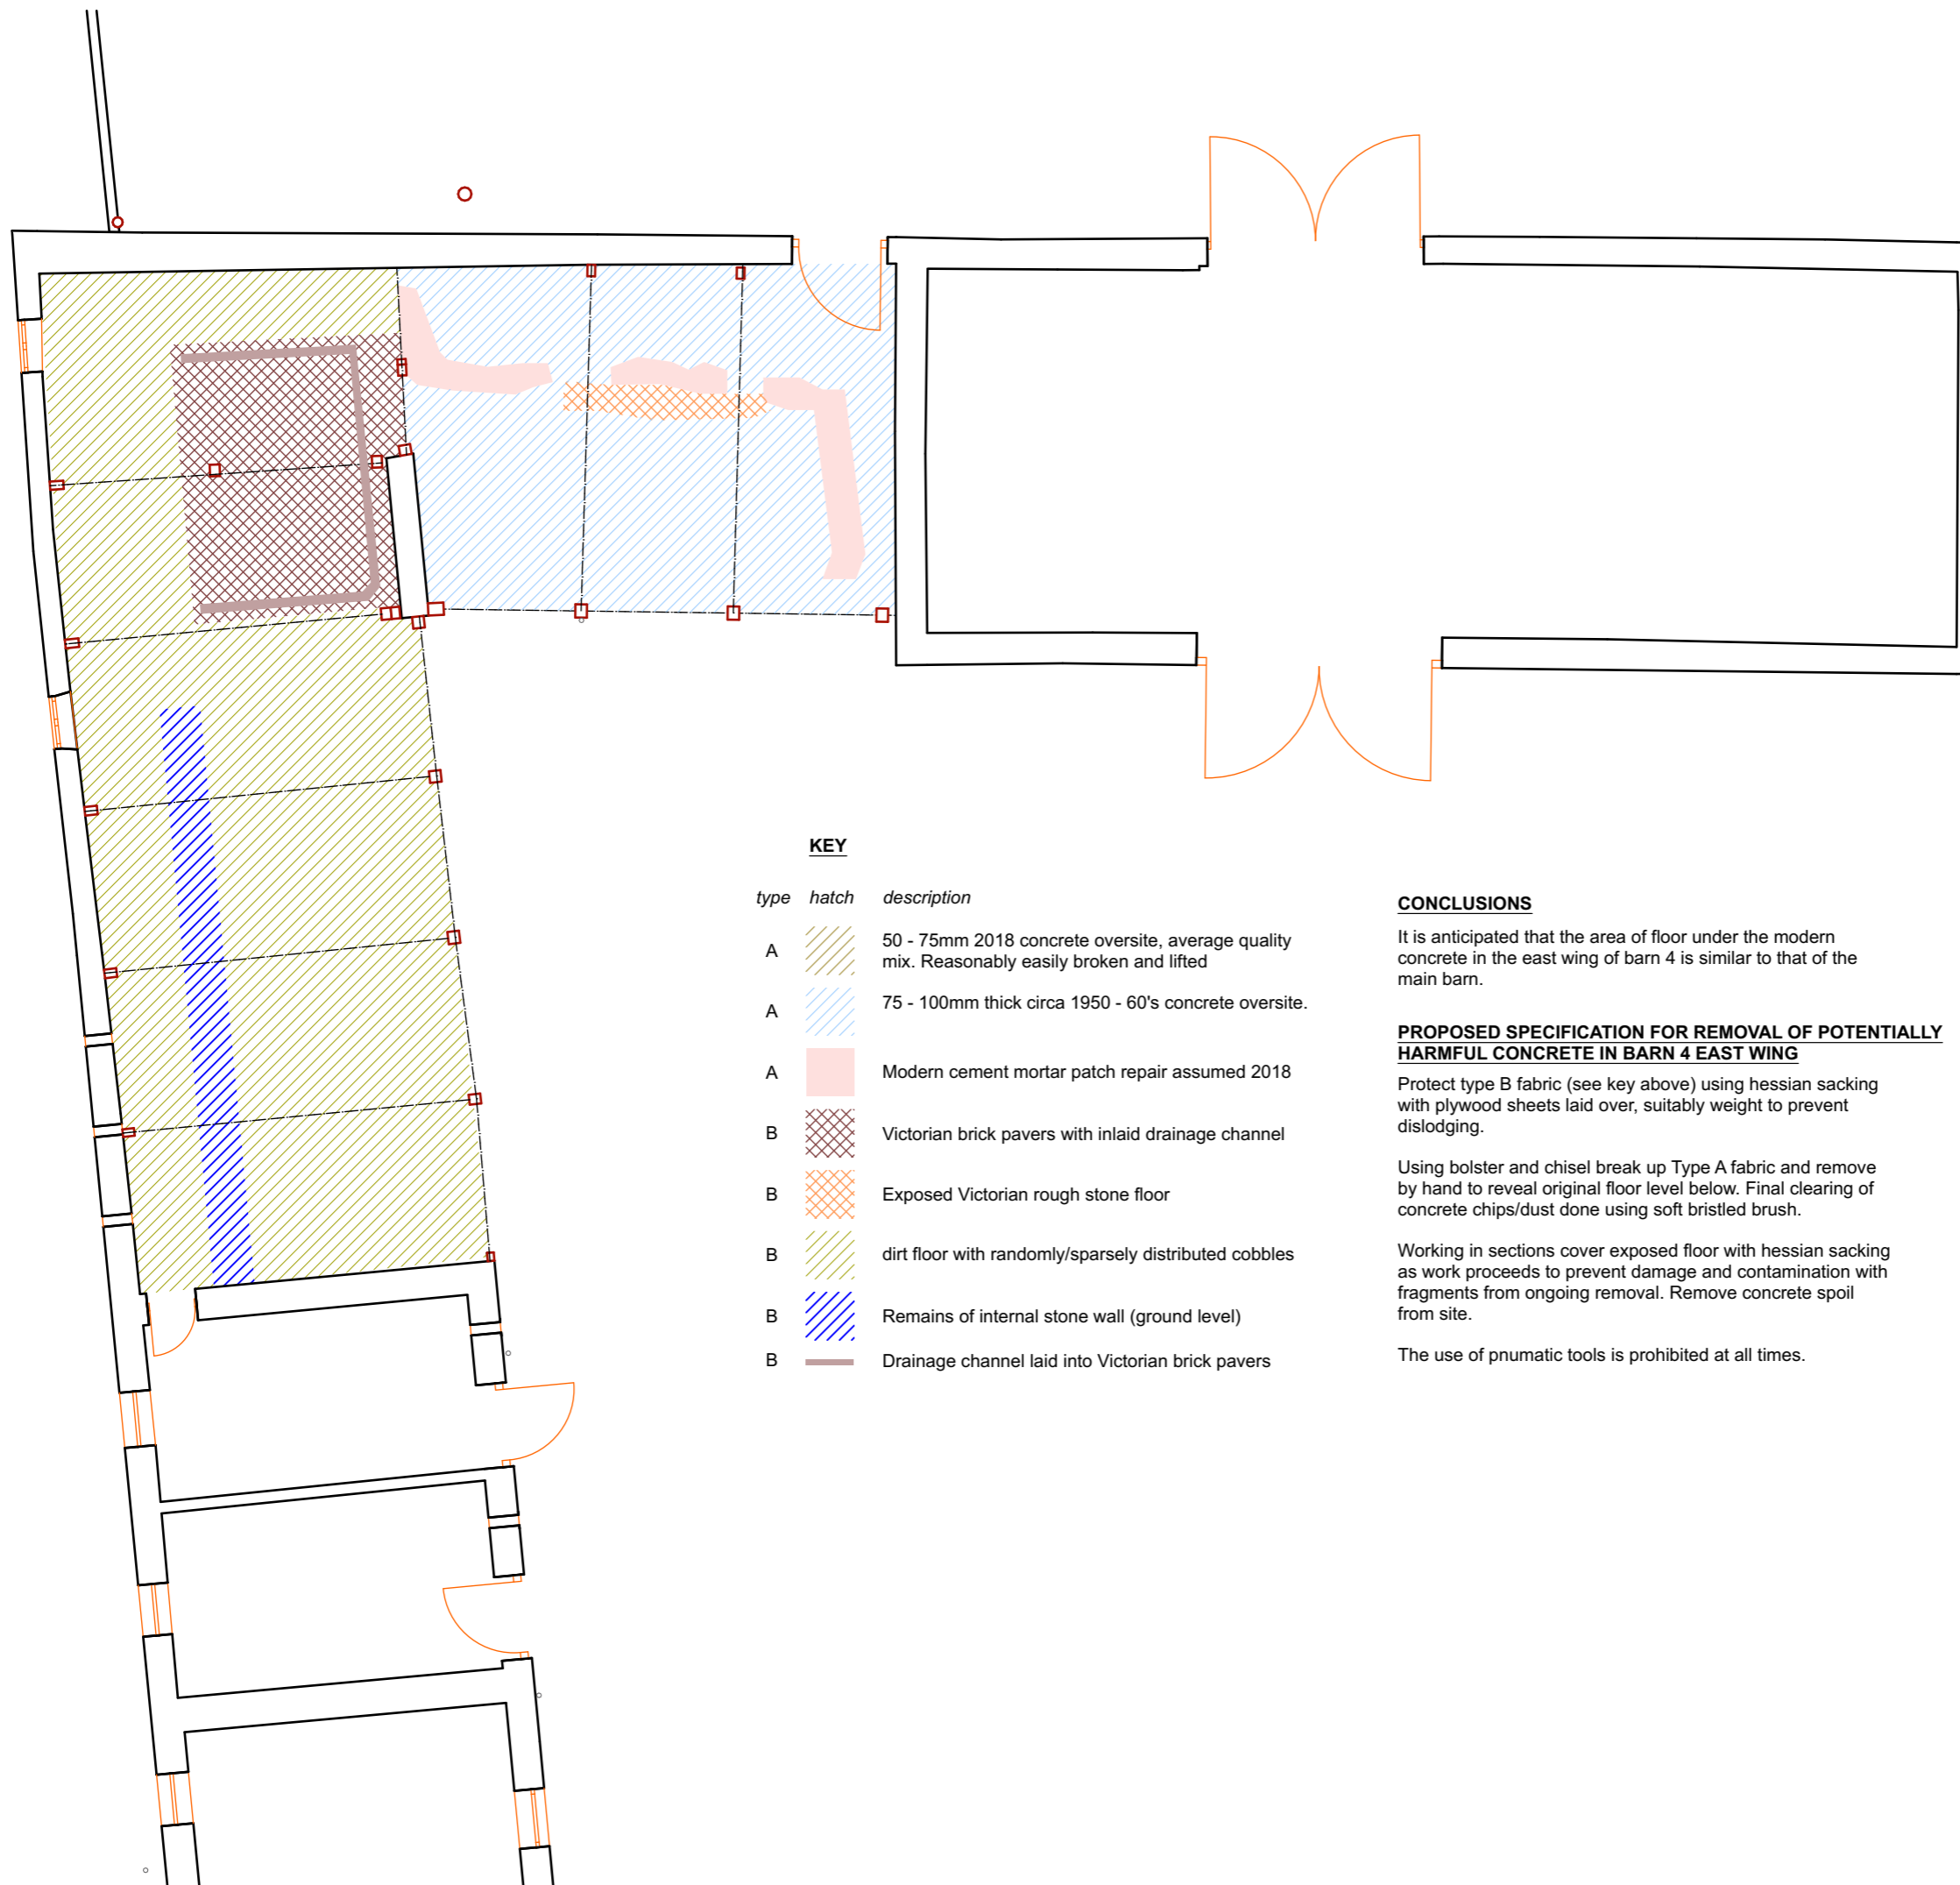 KEY
type hatch description
A 50 - 75mm 2018 concrete oversite, average quality
mix. Reasonably easily broken and lifted
A 75 - 100mm thick circa 1950 - 60's concrete oversite.
A Modern cement mortar patch repair assumed 2018
B Victorian brick pavers with inlaid drainage channel
B Exposed Victorian rough stone floor
B dirt floor with randomly/sparsely distributed cobbles
B Remains of internal stone wall (ground level)
B Drainage channel laid into Victorian brick pavers
CONCLUSIONS
It is anticipated that the area of floor under the modern
concrete in the east wing of barn 4 is similar to that of the
main barn.
PROPOSED SPECIFICATION FOR REMOVAL OF POTENTIALLY
HARMFUL CONCRETE IN BARN 4 EAST WING
Protect type B fabric (see key above) using hessian sacking
with plywood sheets laid over, suitably weight to prevent
dislodging.
Using bolster and chisel break up Type A fabric and remove
by hand to reveal original floor level below. Final clearing of
concrete chips/dust done using soft bristled brush.
Working in sections cover exposed floor with hessian sacking
as work proceeds to prevent damage and contamination with
fragments from ongoing removal. Remove concrete spoil
from site.
The use of pnumatic tools is prohibited at all times.